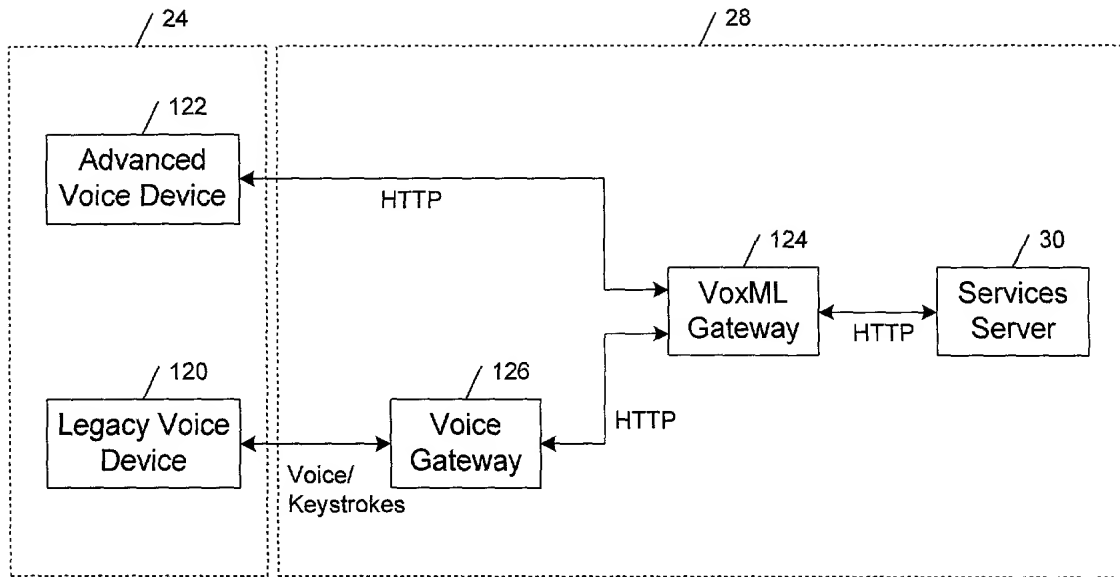 24
28
122
Advanced
Voice Device
HTTP
124
VoxML
Gateway
30
Services
Server
HTTP
120
Legacy Voice
Device
126
Voice
Gateway
HTTP
Voice/
Keystrokes